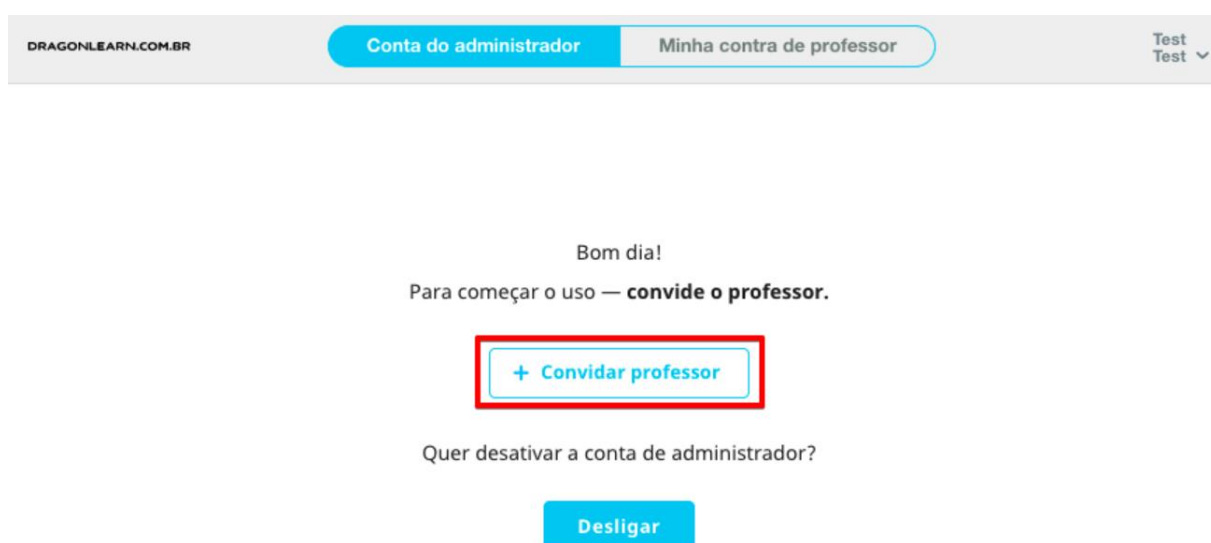 DRAGONLEARN.COM.BR
Conta do administrador
Minha contra de professor
Test
Test
Bom dia!
Para começar o uso — convide o professor.
+ Convidar professor
Quer desativar a conta de administrador?
Desligar